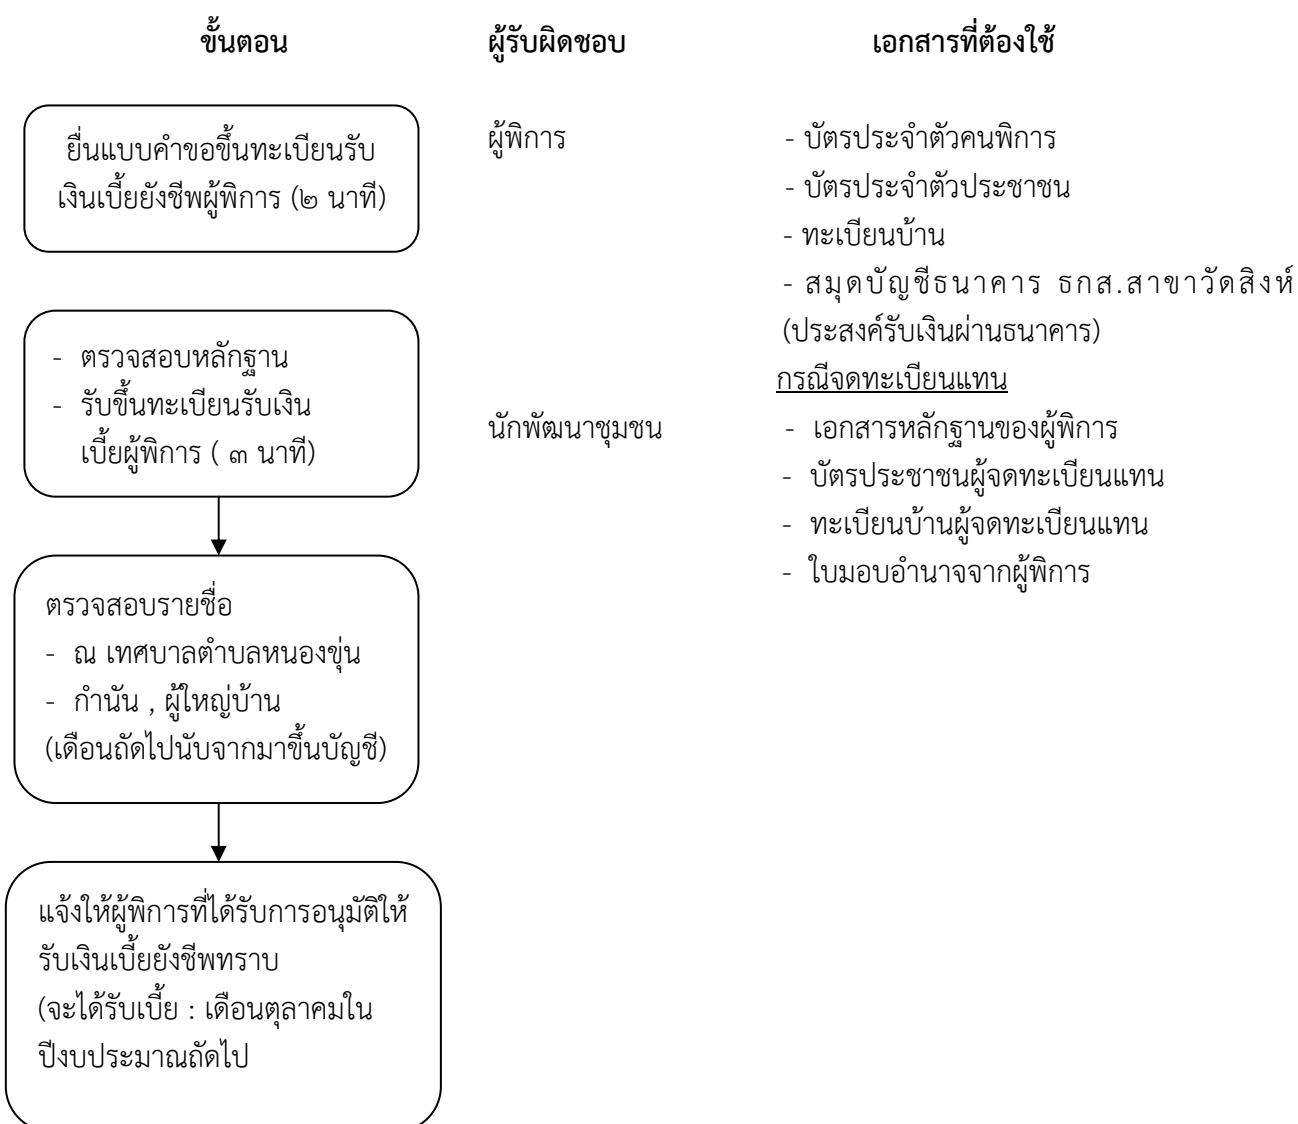 ขั้นตอน
ผู้รับผิดชอบ
เอกสารที่ต้องใช้
ยื่นแบบคำขอขึ้นทะเบียนรับ
เงินเบี้ยยังชีพผู้พิการ (๒ นาที)
ผู้พิการ
- บัตรประจำตัวคนพิการ
- บัตรประจำตัวประชาชน
- ทะเบียนบ้าน
- สมุดบัญชีธนาคาร ธกส.สาขาวัดสิงห์
(ประสงค์รับเงินผ่านธนาคาร)
- ตรวจสอบหลักฐาน
- รับขึ้นทะเบียนรับเงิน
เบี้ยผู้พิการ ( ๓ นาที)
นักพัฒนาชุมชน
กรณีจดทะเบียนแทน
- เอกสารหลักฐานของผู้พิการ
- บัตรประชาชนผู้จดทะเบียนแทน
- ทะเบียนบ้านผู้จดทะเบียนแทน
- ใบมอบอำนาจจากผู้พิการ
ตรวจสอบรายชื่อ
- ณ เทศบาลตำบลหนองขุ่น
- กำนัน , ผู้ใหญ่บ้าน
(เดือนถัดไปนับจากมาขึ้นบัญชี)
แจ้งให้ผู้พิการที่ได้รับการอนุมัติให้
รับเงินเบี้ยยังชีพทราบ
(จะได้รับเบี้ย : เดือนตุลาคมใน
ปีงบประมาณถัดไป